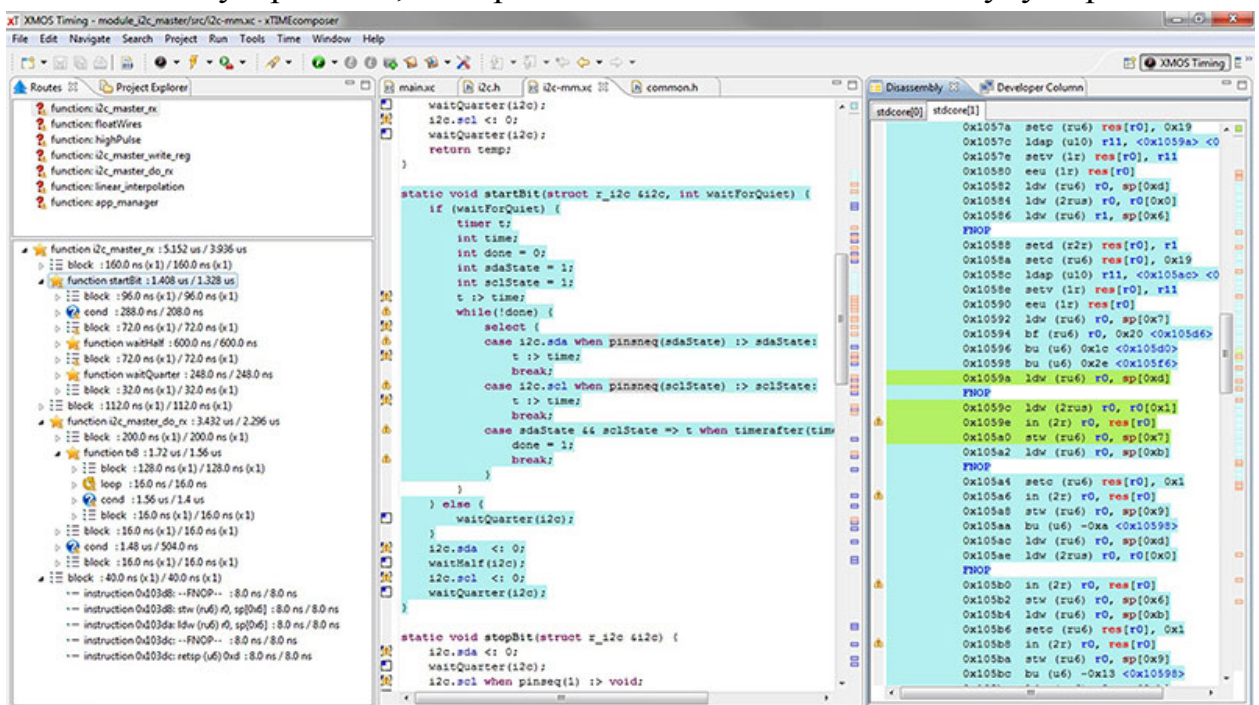 XMOS Timing - module_i2c_master/src/i2c-mm.xc - xTIMEcomposer
File Edit Navigate Search Project Run Tools Time Window Help
XMOS Timing
Routes
Project Explorer
function: i2c_master_rx
function: floatWires
function: highPulse
function: i2c_master_write_reg
function: i2c_master_do_rx
function: linear_interpolation
function: app_manager
function i2c_master_rx : 5.152 us / 3.936 us
block : 160.0 ns (x1) / 160.0 ns (x1)
function startBit : 1.408 us / 1.328 us
block : 96.0 ns (x1) / 96.0 ns (x1)
cond : 288.0 ns / 208.0 ns
block : 72.0 ns (x1) / 72.0 ns (x1)
function waitHalf : 600.0 ns / 600.0 ns
block : 72.0 ns (x1) / 72.0 ns (x1)
function waitQuarter : 248.0 ns / 248.0 ns
block : 32.0 ns (x1) / 32.0 ns (x1)
block : 112.0 ns (x1) / 112.0 ns (x1)
function i2c_master_do_rx : 3.432 us / 2.296 us
block : 200.0 ns (x1) / 200.0 ns (x1)
function tx8 : 1.72 us / 1.56 us
block : 128.0 ns (x1) / 128.0 ns (x1)
loop : 16.0 ns / 16.0 ns
cond : 1.56 us / 1.4 us
block : 16.0 ns (x1) / 16.0 ns (x1)
block : 16.0 ns (x1) / 16.0 ns (x1)
cond : 1.48 us / 504.0 ns
block : 16.0 ns (x1) / 16.0 ns (x1)
block : 40.0 ns (x1) / 40.0 ns (x1)
instruction 0x103d8: --FNOP-- : 8.0 ns / 8.0 ns
instruction 0x103d8: stw (ru6) r0, sp[0x6] : 8.0 ns / 8.0 ns
instruction 0x103da: ldw (ru6) r0, sp[0x6] : 8.0 ns / 8.0 ns
instruction 0x103dc: --FNOP-- : 8.0 ns / 8.0 ns
instruction 0x103dc: retsp (u6) 0xd : 8.0 ns / 8.0 ns
main.xc
i2c.h
i2c-mm.xc
common.h
waitQuarter(i2c);
i2c.scl <: 0;
waitQuarter(i2c);
return temp;
}
static void startBit(struct r_i2c &i2c, int waitForQuiet) {
if (waitForQuiet) {
timer t;
int time;
int done = 0;
int sdaState = 1;
int sclState = 1;
t :> time;
while(!done) {
select {
case i2c.sda when pinsneq(sdaState) :> sdaState:
t :> time;
break;
case i2c.scl when pinsneq(sclState) :> sclState:
t :> time;
break;
case sdaState && sclState => t when timerafter(time
done = 1;
break;
}
}
} else {
waitQuarter(i2c);
}
i2c.sda <: 0;
waitHalf(i2c);
i2c.scl <: 0;
waitQuarter(i2c);
}
static void stopBit(struct r_i2c &i2c) {
i2c.sda <: 0;
waitQuarter(i2c);
i2c.scl when pinseq(1) :> void;
Disassembly
Developer Column
stdcore[0] stdcore[1]
0x1057a setc (ru6) res[r0], 0x19
0x1057c ldap (u10) r11, <0x1059a> <0
0x1057e setv (1r) res[r0], r11
0x10580 eeu (1r) res[r0]
0x10582 ldw (ru6) r0, sp[0xd]
0x10584 ldw (2rus) r0, r0[0x0]
0x10586 ldw (ru6) r1, sp[0x6]
FNOP
0x10588 setd (r2r) res[r0], r1
0x1058a setc (ru6) res[r0], 0x19
0x1058c ldap (u10) r11, <0x105ac> <0
0x1058e setv (1r) res[r0], r11
0x10590 eeu (1r) res[r0]
0x10592 ldw (ru6) r0, sp[0x7]
0x10594 bf (ru6) r0, 0x20 <0x105d6>
0x10596 bu (u6) 0x1c <0x105d0>
0x10598 bu (u6) 0x2e <0x105f6>
0x1059a ldw (ru6) r0, sp[0xd]
FNOP
0x1059c ldw (2rus) r0, r0[0x1]
0x1059e in (2r) r0, res[r0]
0x105a0 stw (ru6) r0, sp[0x7]
0x105a2 ldw (ru6) r0, sp[0xb]
FNOP
0x105a4 setc (ru6) res[r0], 0x1
0x105a6 in (2r) r0, res[r0]
0x105a8 stw (ru6) r0, sp[0x9]
0x105aa bu (u6) -0xa <0x10598>
0x105ac ldw (ru6) r0, sp[0xd]
0x105ae ldw (2rus) r0, r0[0x0]
FNOP
0x105b0 in (2r) r0, res[r0]
0x105b2 stw (ru6) r0, sp[0x6]
0x105b4 ldw (ru6) r0, sp[0xb]
0x105b6 setc (ru6) res[r0], 0x1
0x105b8 in (2r) r0, res[r0]
0x105ba stw (ru6) r0, sp[0x9]
0x105bc bu (u6) -0x13 <0x10598>